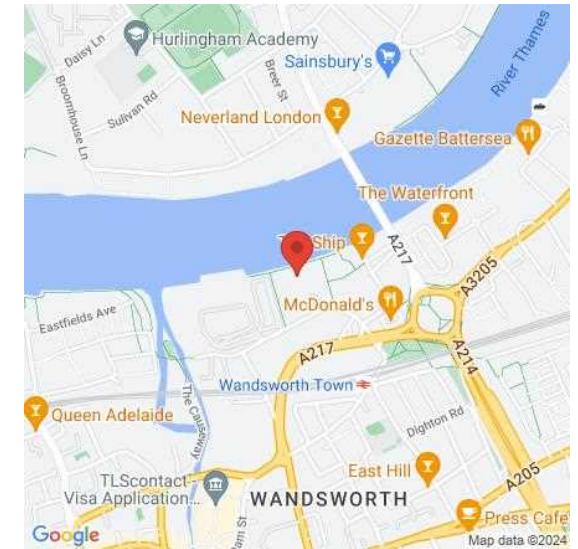 Daisy Ln
Hurlingham Academy
Broomhouse Ln
Sulivan Rd
Breer St
Sainsbury's
River Thames
Neverland London
Gazette Battersea
The Waterfront
Ship
A217
A3205
McDonald's
Eastfields Ave
A217
A214
The Causeway
Wandsworth Town
Queen Adelaide
Dighton Rd
TLScontact
Visa Application...
East Hill
A205
WANDSWORTH
am St
Press Cafe
Google
Map data ©2024